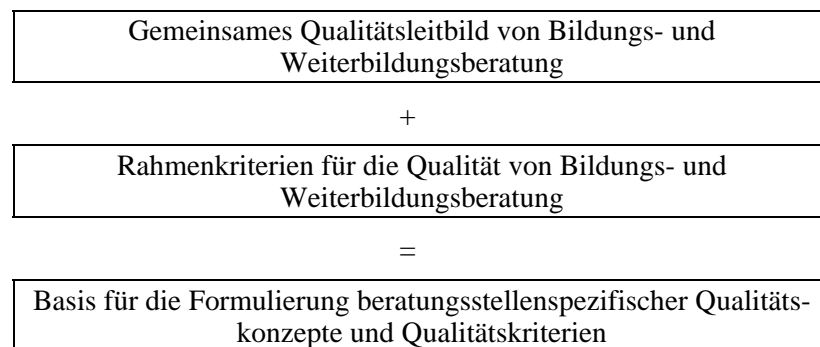 Gemeinsames Qualitätsleitbild von Bildungs- und
Weiterbildungsberatung
+
Rahmenkriterien für die Qualität von Bildungs- und
Weiterbildungsberatung
=
Basis für die Formulierung beratungsstellenspezifischer Qualitäts-
konzepte und Qualitätskriterien